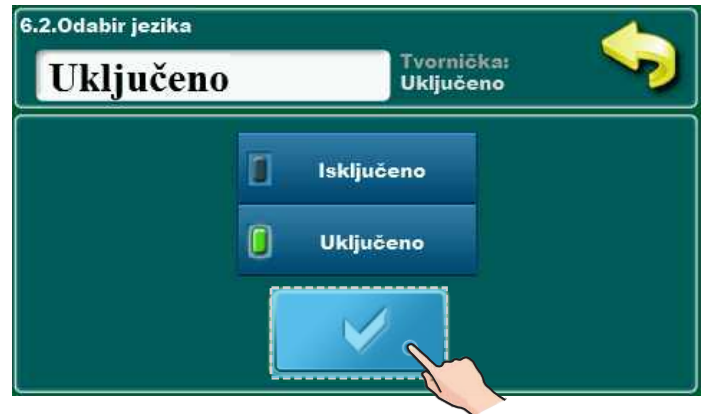 6.2.Odabir jezika
Uključeno
Tvornička:
Uključeno
Isključeno
Uključeno